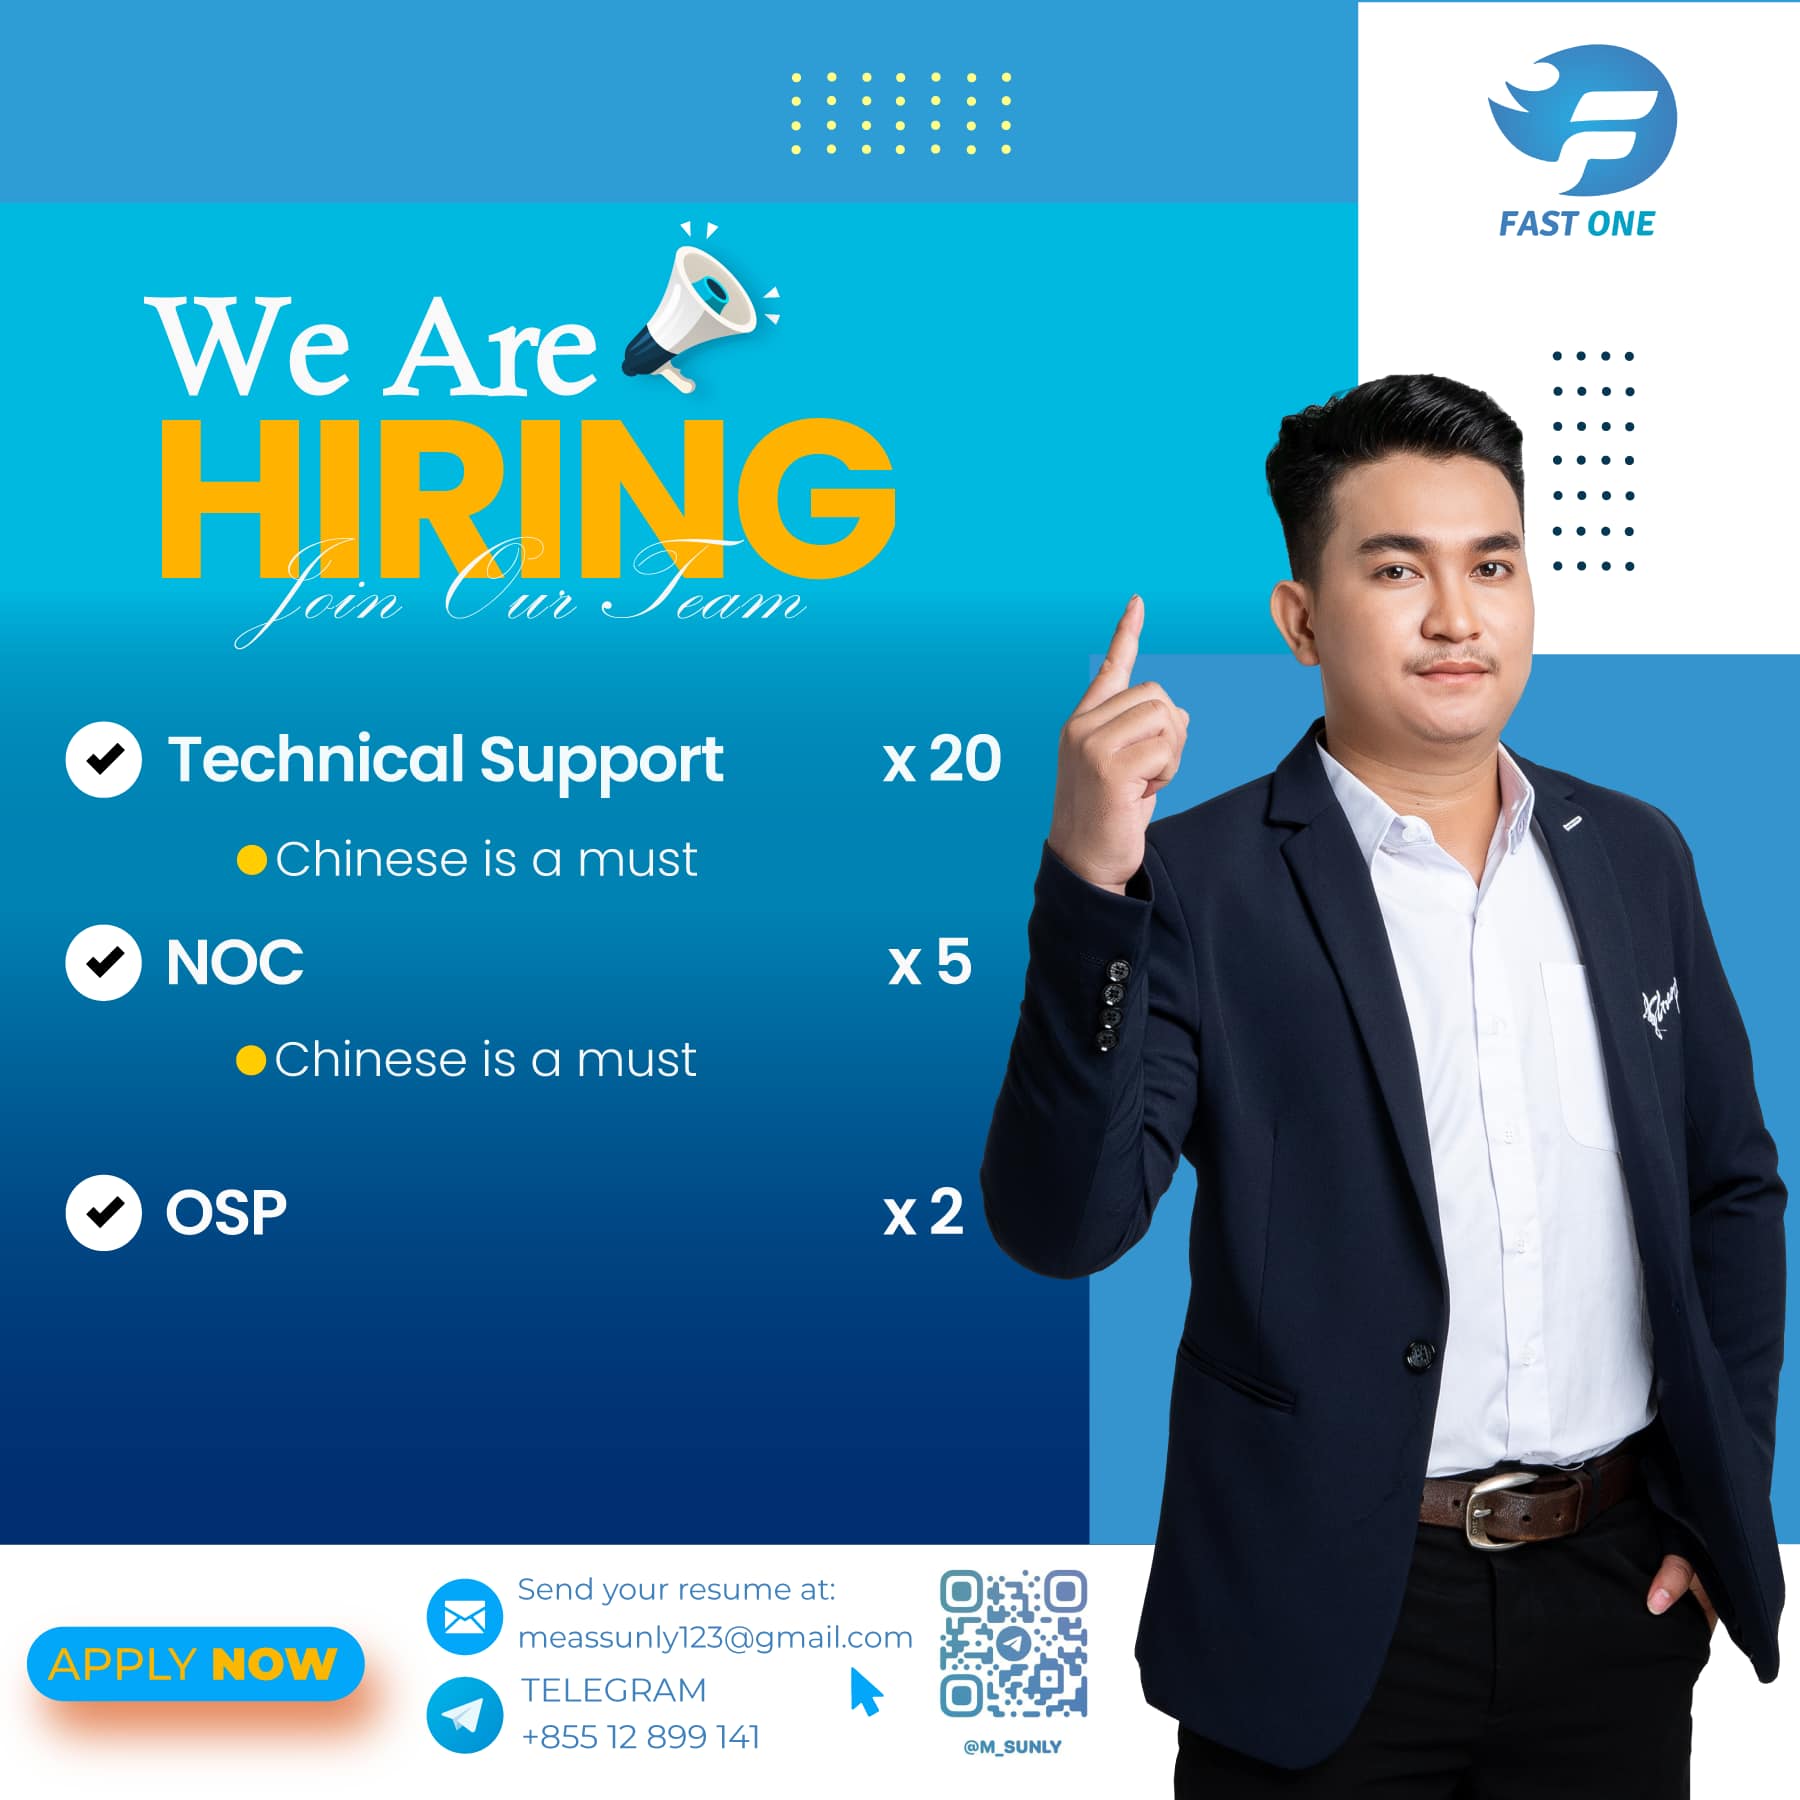 FAST ONE
We Are
HIRING
Join Our Team
Technical Support x 20
Chinese is a must
NOC x 5
Chinese is a must
OSP x 2
APPLY NOW
Send your resume at:
meassunly123@gmail.com
TELEGRAM
+855 12 899 141
@M_SUNLY